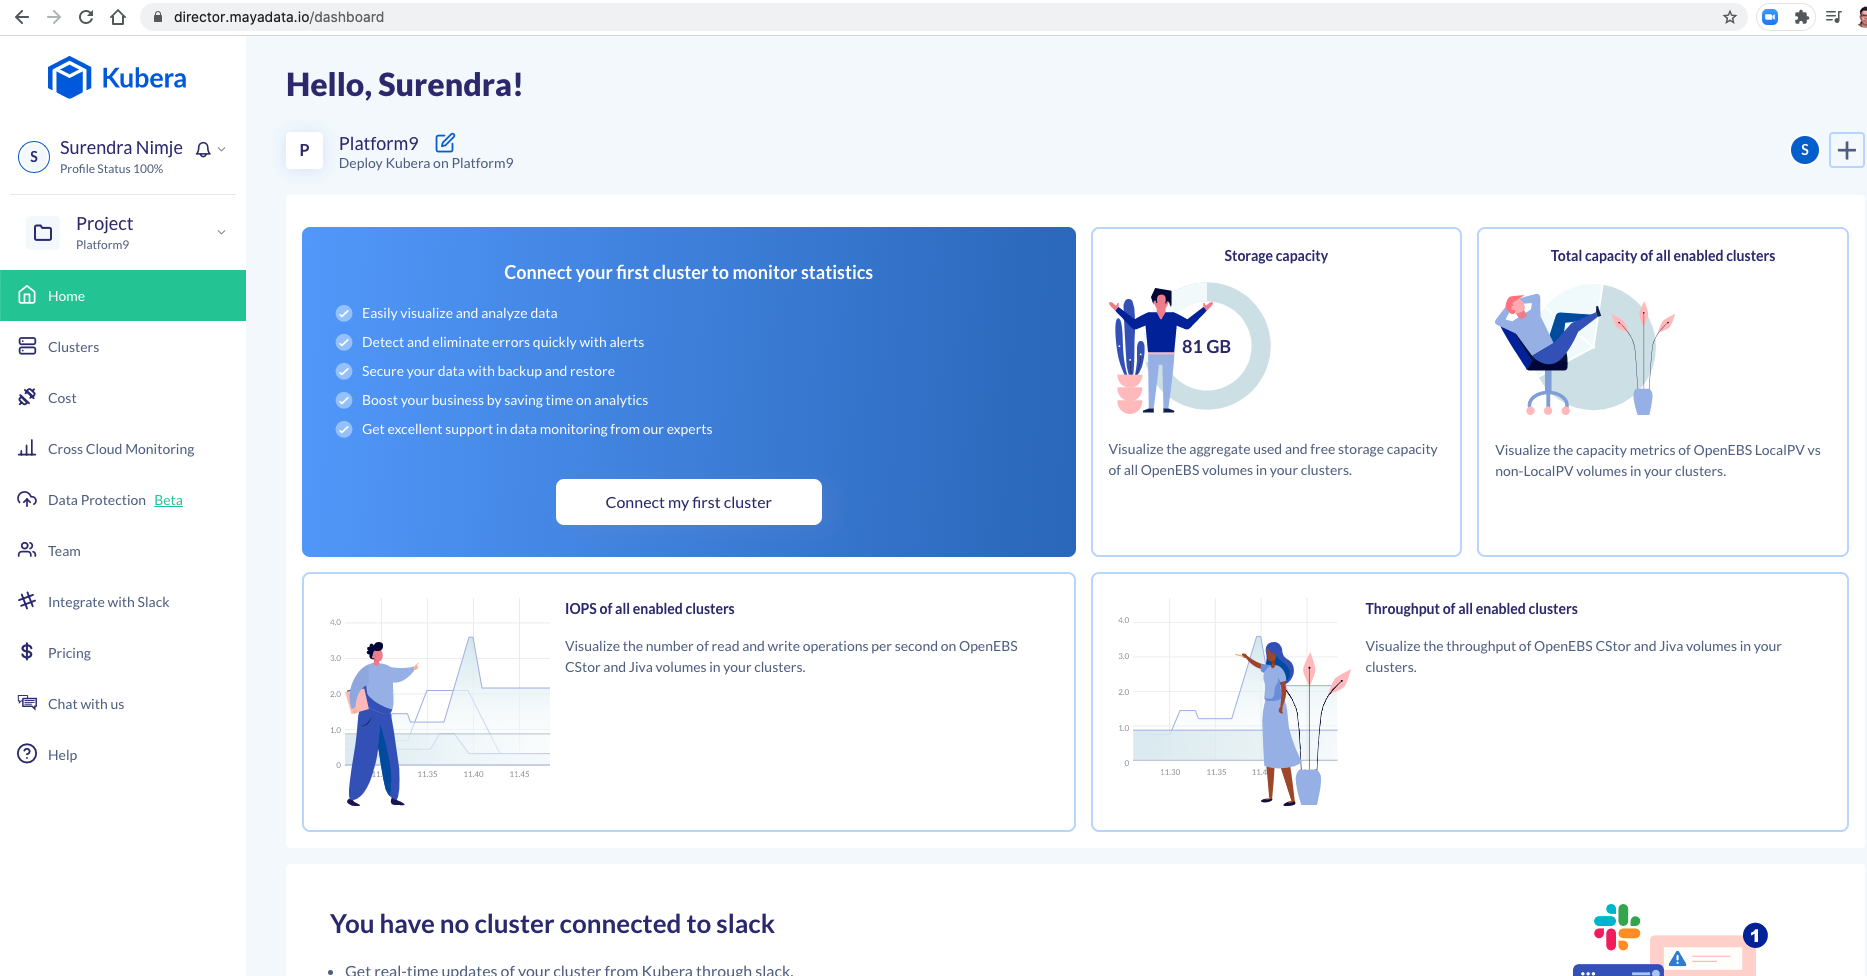 director.mayadata.io/dashboard
Kubera
S
Surendra Nimje
Profile Status 100%
Project
Platform9
Home
Clusters
Cost
Cross Cloud Monitoring
Data Protection Beta
Team
Integrate with Slack
Pricing
Chat with us
Help
Hello, Surendra!
P
Platform9
Deploy Kubera on Platform9
S
Connect your first cluster to monitor statistics
Easily visualize and analyze data
Detect and eliminate errors quickly with alerts
Secure your data with backup and restore
Boost your business by saving time on analytics
Get excellent support in data monitoring from our experts
Connect my first cluster
Storage capacity
81 GB
Visualize the aggregate used and free storage capacity
of all OpenEBS volumes in your clusters.
Total capacity of all enabled clusters
Visualize the capacity metrics of OpenEBS LocalPV vs
non-LocalPV volumes in your clusters.
4.0
3.0
2.0
1.0
0
11.35 11.40 11.45
IOPS of all enabled clusters
Visualize the number of read and write operations per second on OpenEBS
CStor and Jiva volumes in your clusters.
4.0
3.0
2.0
1.0
0
11.30 11.35
Throughput of all enabled clusters
Visualize the throughput of OpenEBS CStor and Jiva volumes in your
clusters.
You have no cluster connected to slack
• Get real-time updates of your cluster from Kubera through slack.
1